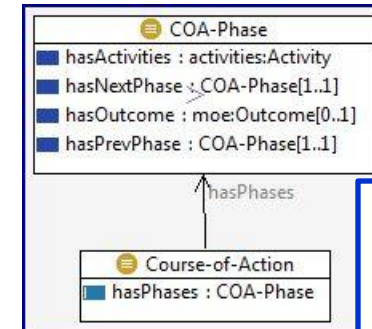 COA-Phase
hasActivities : activities:Activity
hasNextPhase : COA-Phase[1..1]
hasOutcome : moe:Outcome[0..1]
hasPrevPhase : COA-Phase[1..1]
hasPhases
Course-of-Action
hasPhases : COA-Phase